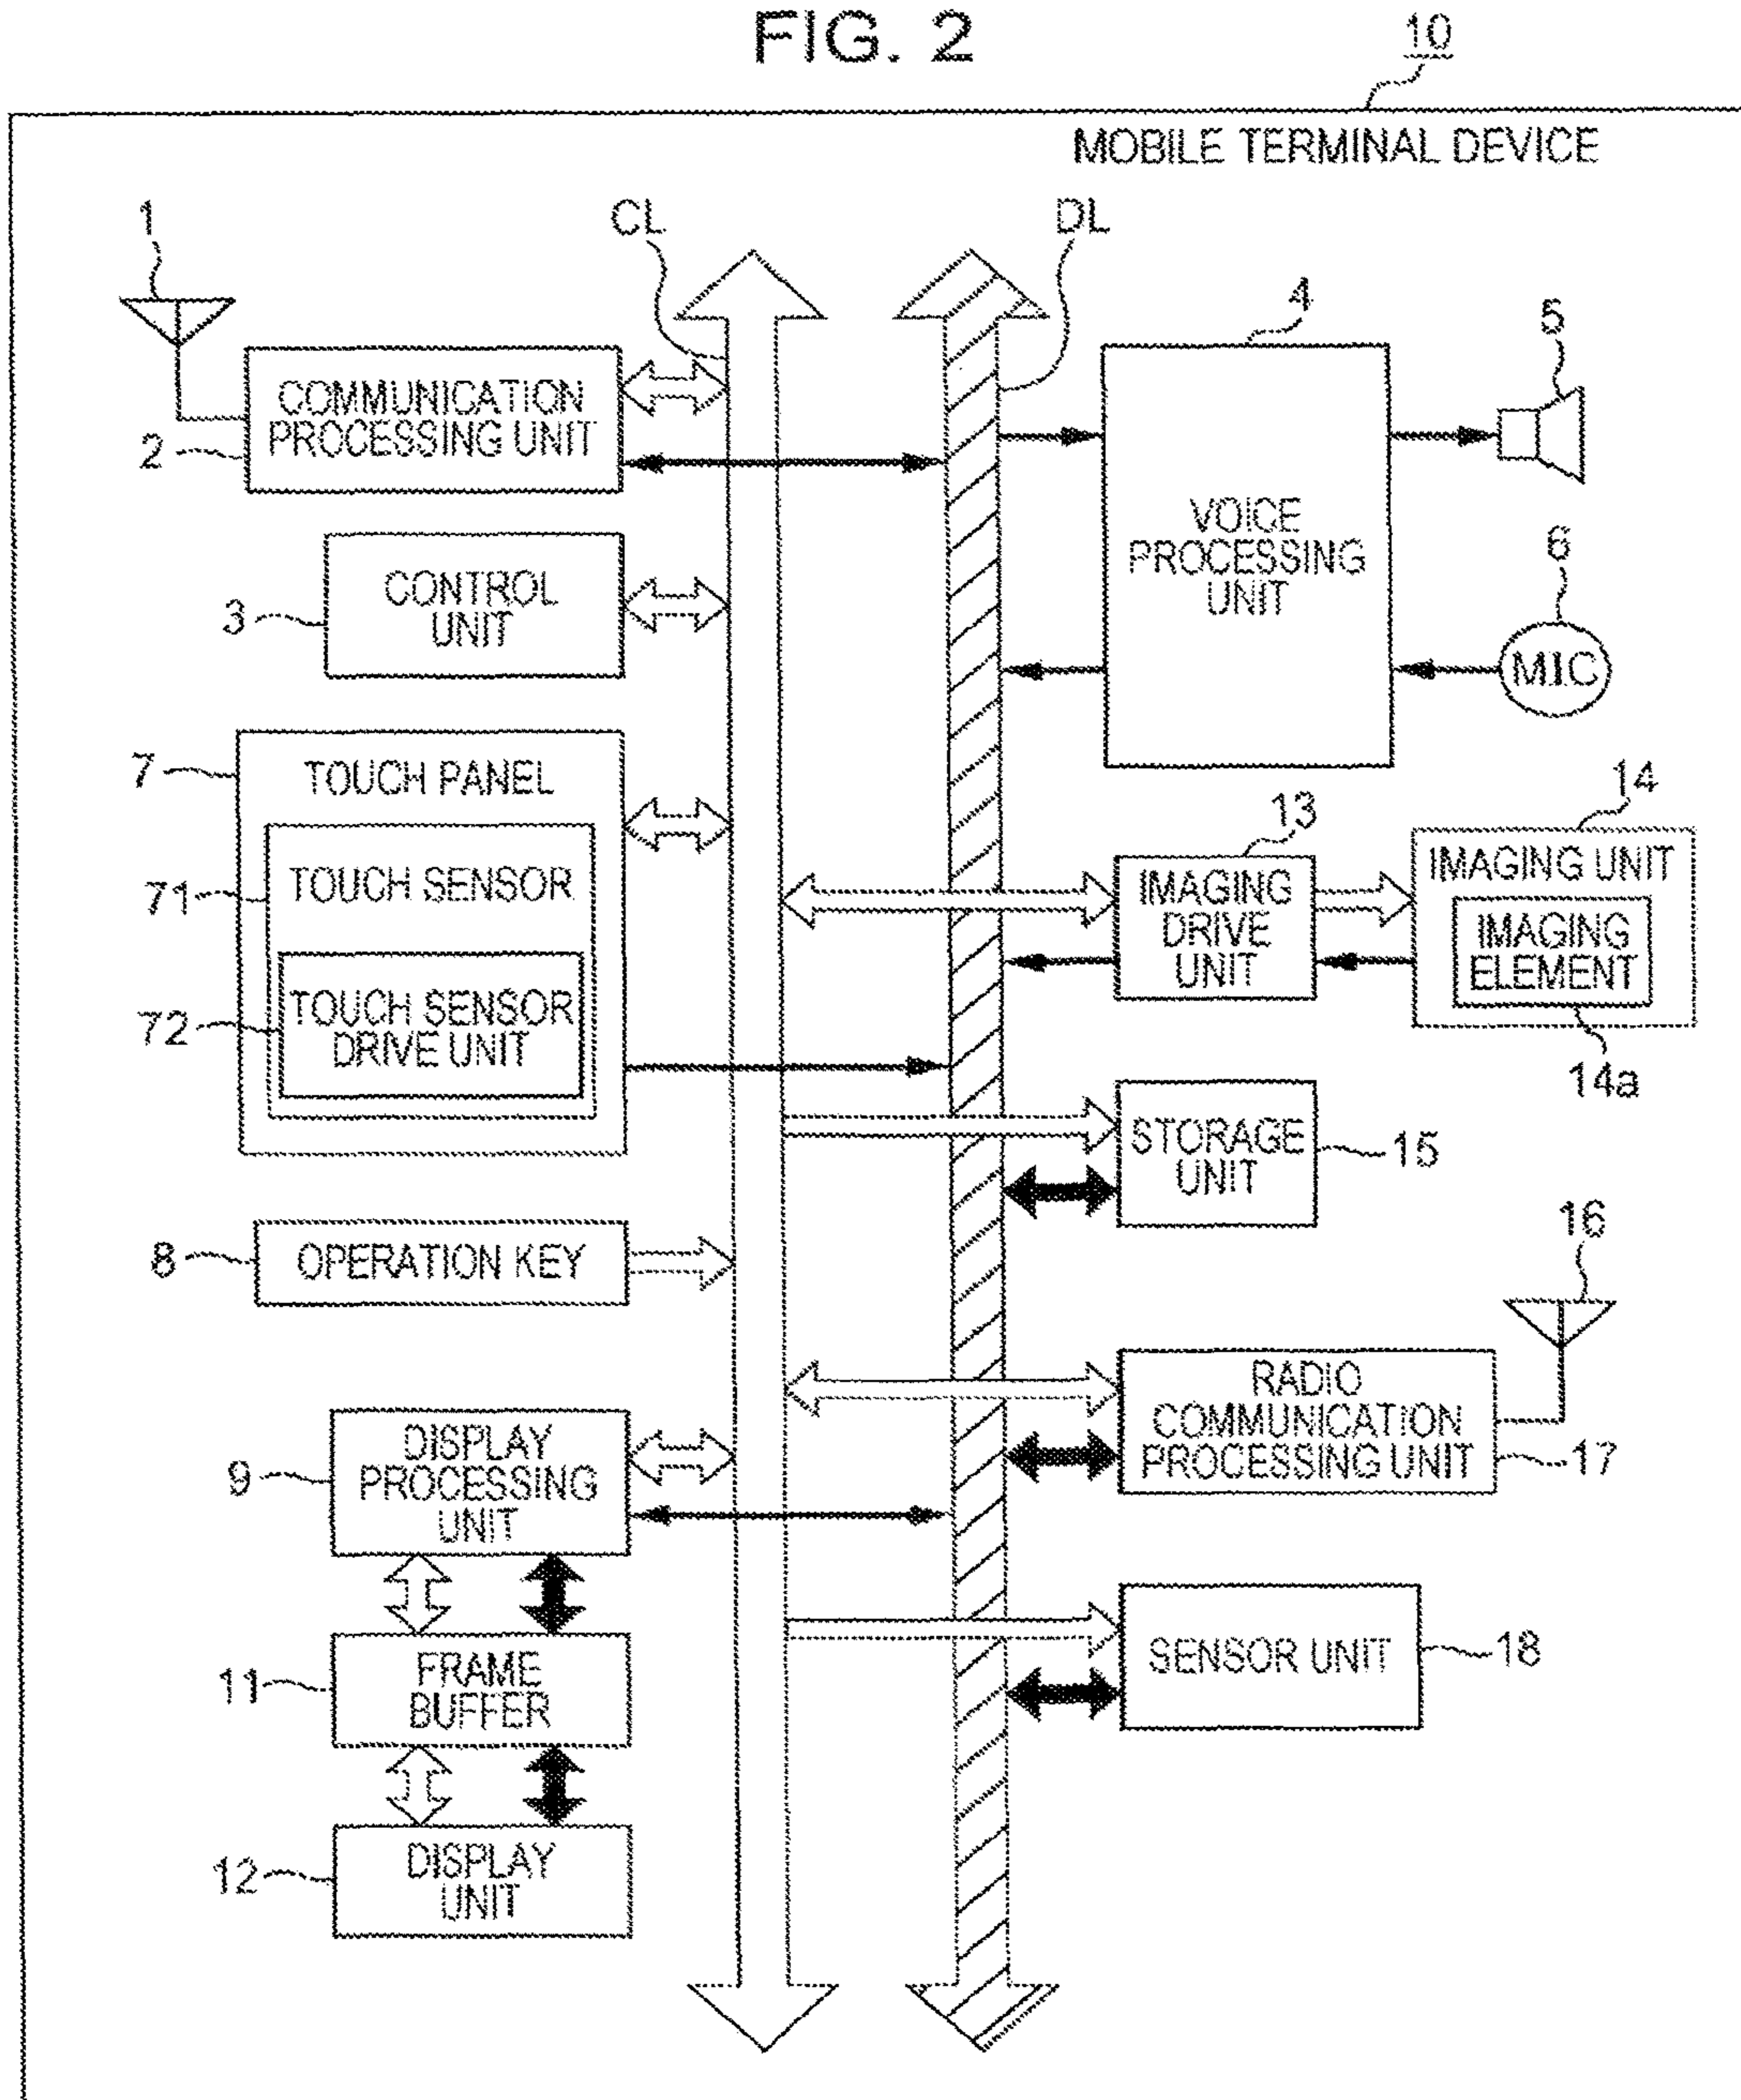 FIG. 2
10
MOBILE TERMINAL DEVICE
1
CL
DL
4
5
COMMUNICATION
PROCESSING UNIT
2
VOICE
PROCESSING
UNIT
6
MIC
CONTROL
UNIT
3
7
TOUCH PANEL
71
TOUCH SENSOR
72
TOUCH SENSOR
DRIVE UNIT
13
IMAGING
DRIVE
UNIT
14
IMAGING UNIT
IMAGING
ELEMENT
14a
STORAGE
UNIT
15
8
OPERATION KEY
16
RADIO
COMMUNICATION
PROCESSING UNIT
17
9
DISPLAY
PROCESSING
UNIT
11
FRAME
BUFFER
SENSOR UNIT
18
12
DISPLAY
UNIT